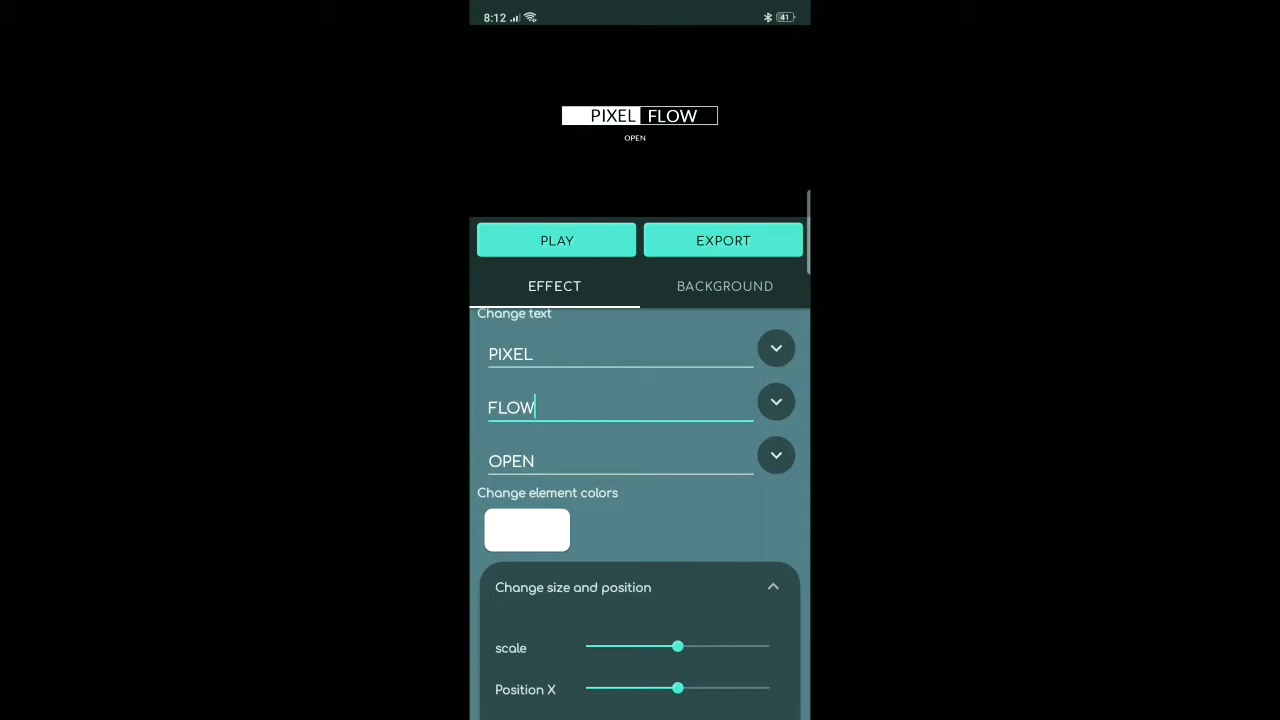 8:12 41
PIXEL FLOW
OPEN
PLAY EXPORT
EFFECT BACKGROUND
Change text
PIXEL
FLOW
OPEN
Change element colors
Change size and position
scale
Position X